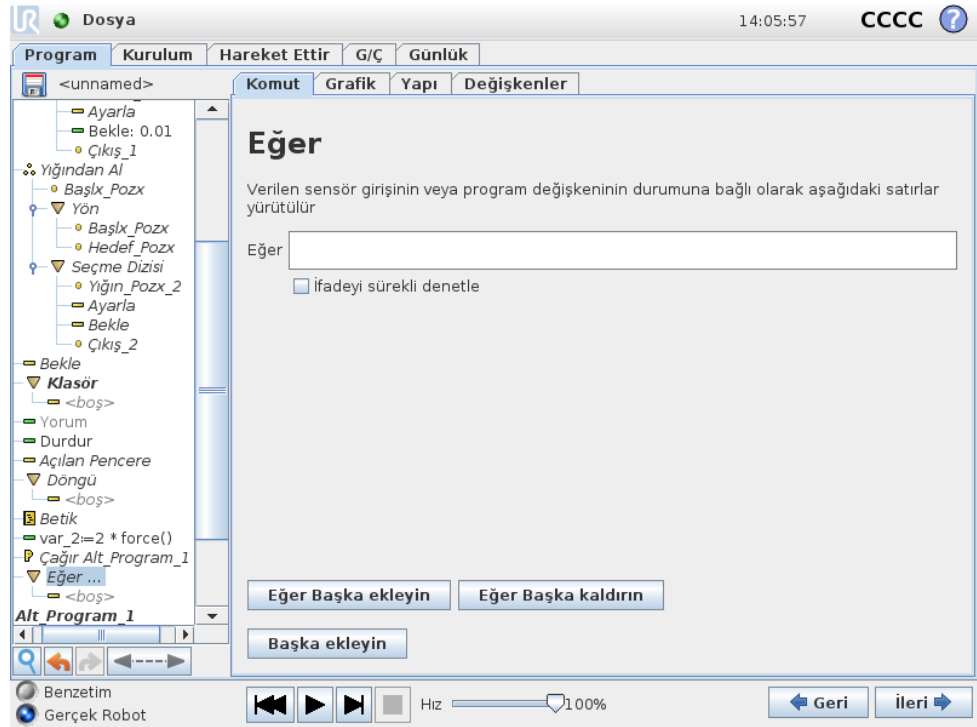 UR Dosya 14:05:57 CCCC ?
Program Kurulum Hareket Ettir G/Ç Günlük
<unnamed>
Komut Grafik Yapı Değişkenler
Ayarla
Bekle: 0.01
Çıkış_1
Yığından Al
Başlx_Pozx
Yön
Başlx_Pozx
Hedef_Pozx
Seçme Dizisi
Yığın_Pozx_2
Ayarla
Bekle
Çıkış_2
Bekle
Klasör
<boş>
Yorum
Durdur
Açılan Pencere
Döngü
<boş>
Betik
var_2:=2 * force()
P Çağır Alt_Program_1
Eğer ...
<boş>
Alt_Program_1
Eğer
Verilen sensör girişinin veya program değişkeninin durumuna bağlı olarak aşağıdaki satırlar
yürütülür
Eğer
İfadeyi sürekli denetle
Eğer Başka ekleyin Eğer Başka kaldırın
Başka ekleyin
Benzetim
Gerçek Robot
Hız 100%
Geri İleri